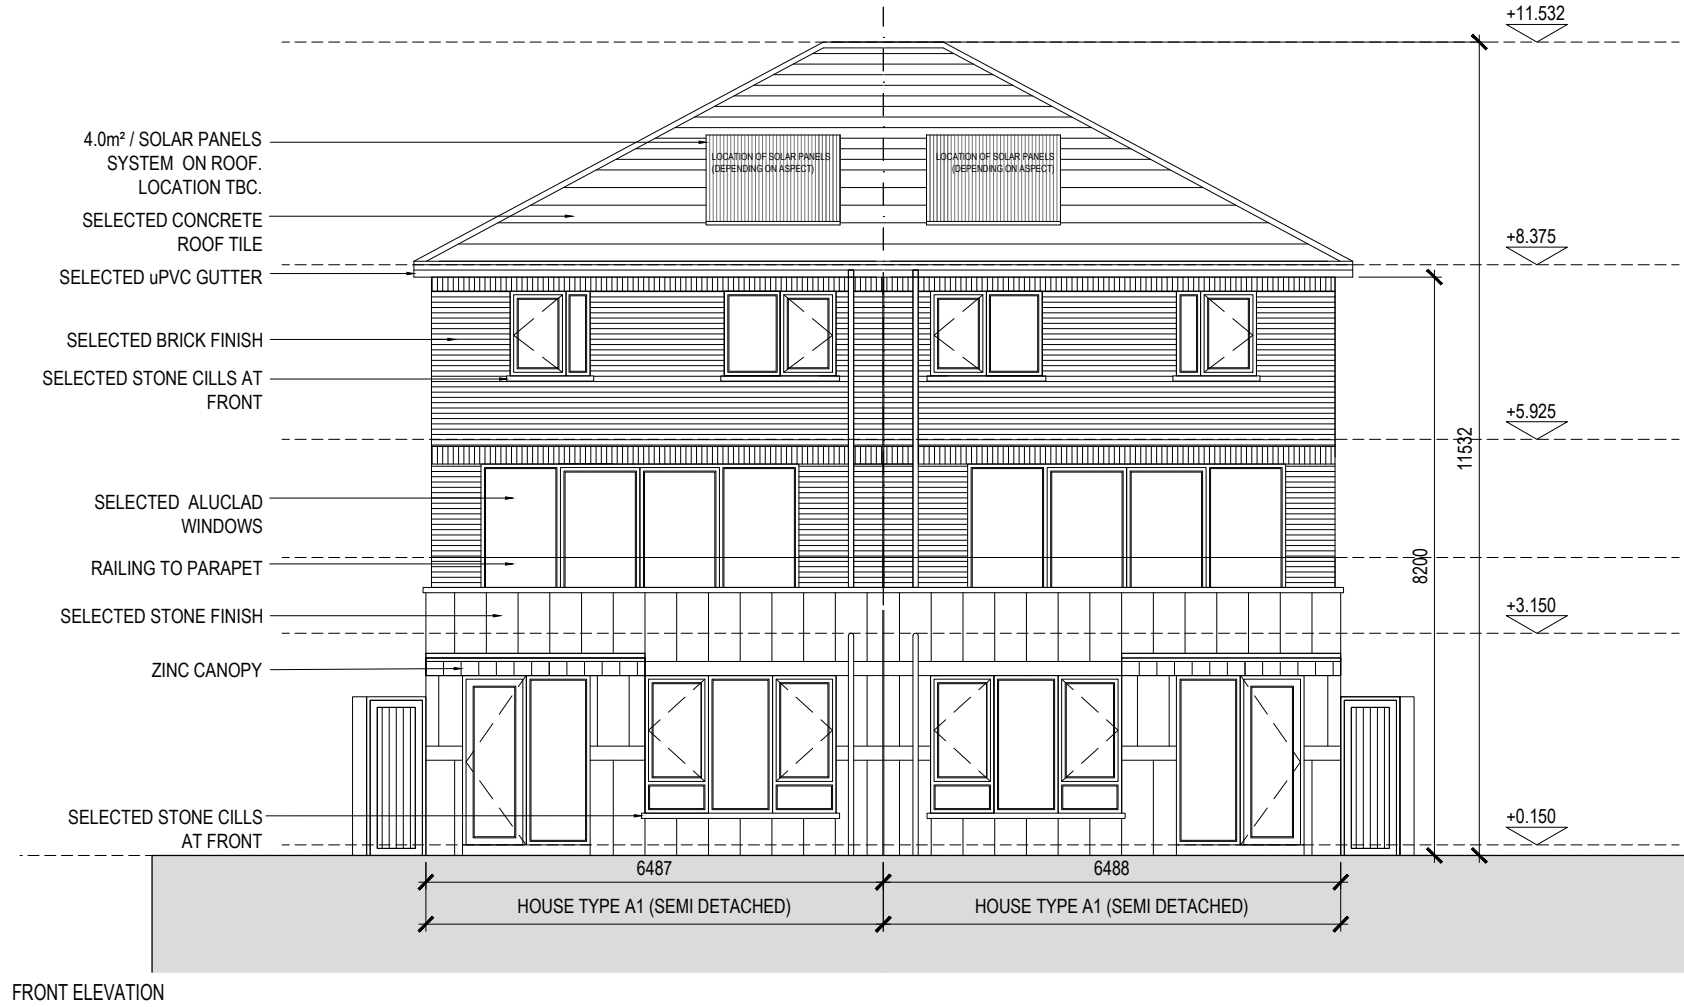 +11.532
4.0m² / SOLAR PANELS
SYSTEM ON ROOF.
LOCATION TBC.
LOCATION OF SOLAR PANELS
(DEPENDING ON ASPECT)
LOCATION OF SOLAR PANELS
(DEPENDING ON ASPECT)
SELECTED CONCRETE
ROOF TILE
+8.375
SELECTED uPVC GUTTER
SELECTED BRICK FINISH
SELECTED STONE CILLS AT
FRONT
+5.925
11532
SELECTED ALUCLAD
WINDOWS
RAILING TO PARAPET
8200
SELECTED STONE FINISH
+3.150
ZINC CANOPY
SELECTED STONE CILLS
AT FRONT
+0.150
6487
6488
HOUSE TYPE A1 (SEMI DETACHED)
HOUSE TYPE A1 (SEMI DETACHED)
FRONT ELEVATION